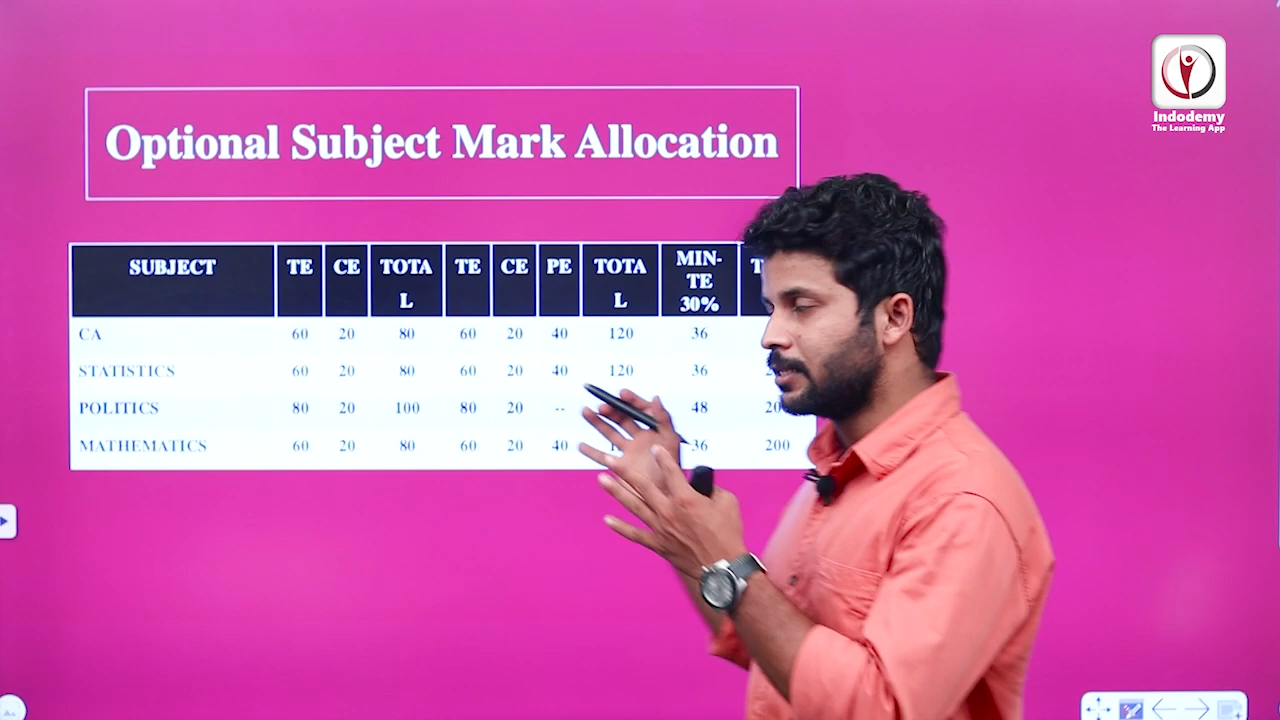 Indodemy
The Learning App
Optional Subject Mark Allocation
SUBJECT TE CE TOTAL TE CE PE TOTAL MIN-TE 30%
CA 60 20 80 60 20 40 120 36
STATISTICS 60 20 80 60 20 40 120 36
POLITICS 80 20 100 80 20 -- 48
MATHEMATICS 60 20 80 60 20 40 36 200